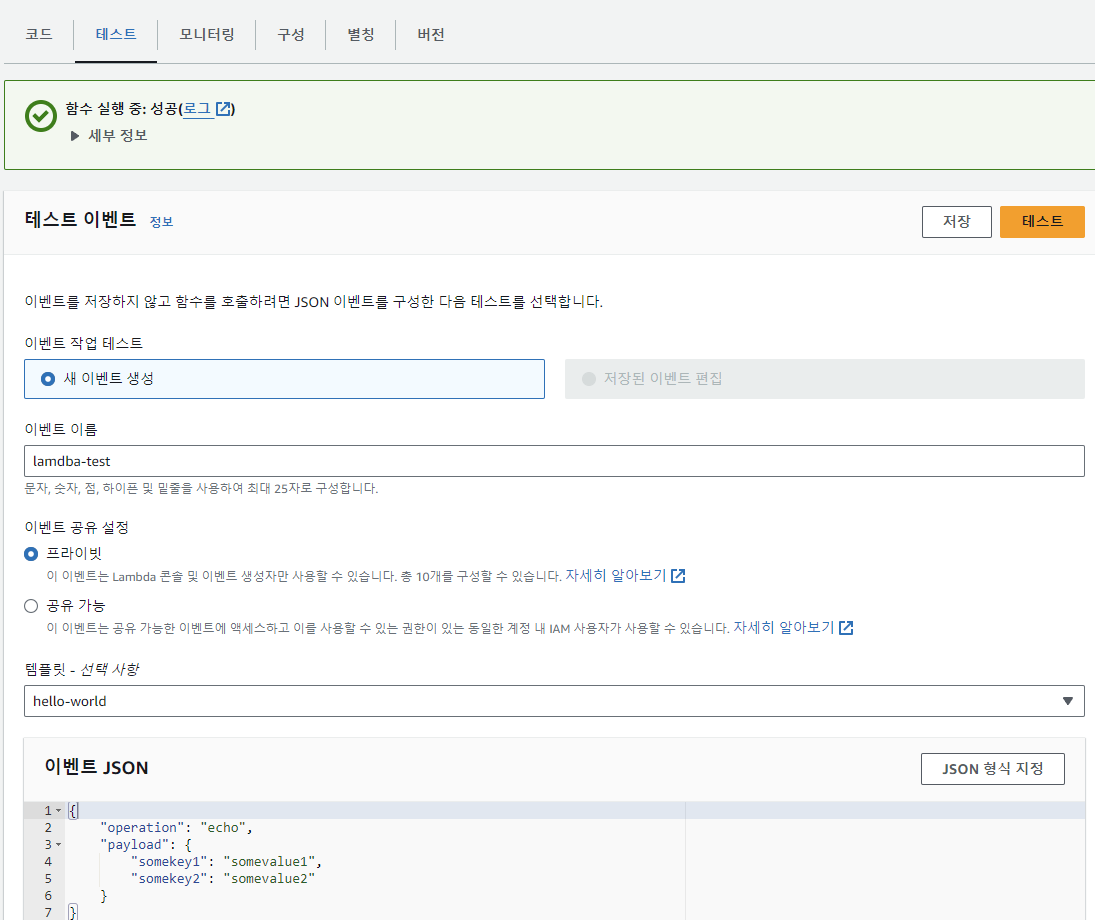 코드 테스트 모니터링 구성 별칭 버전
함수 실행 중: 성공(로그)
세부 정보
테스트 이벤트 정보 저장 테스트
이벤트를 저장하지 않고 함수를 호출하려면 JSON 이벤트를 구성한 다음 테스트를 선택합니다.
이벤트 작업 테스트
새 이벤트 생성 저장된 이벤트 편집
이벤트 이름
lamdba-test
문자, 숫자, 점, 하이픈 및 밑줄을 사용하여 최대 25자로 구성합니다.
이벤트 공유 설정
프라이빗
이 이벤트는 Lambda 콘솔 및 이벤트 생성자만 사용할 수 있습니다. 총 10개를 구성할 수 있습니다. 자세히 알아보기
공유 가능
이 이벤트는 공유 가능한 이벤트에 액세스하고 이를 사용할 수 있는 권한이 있는 동일한 계정 내 IAM 사용자가 사용할 수 있습니다. 자세히 알아보기
템플릿 - 선택 사항
hello-world
이벤트 JSON JSON 형식 지정
1 {
2 "operation": "echo",
3 "payload": {
4 "somekey1": "somevalue1",
5 "somekey2": "somevalue2"
6 }
7 }